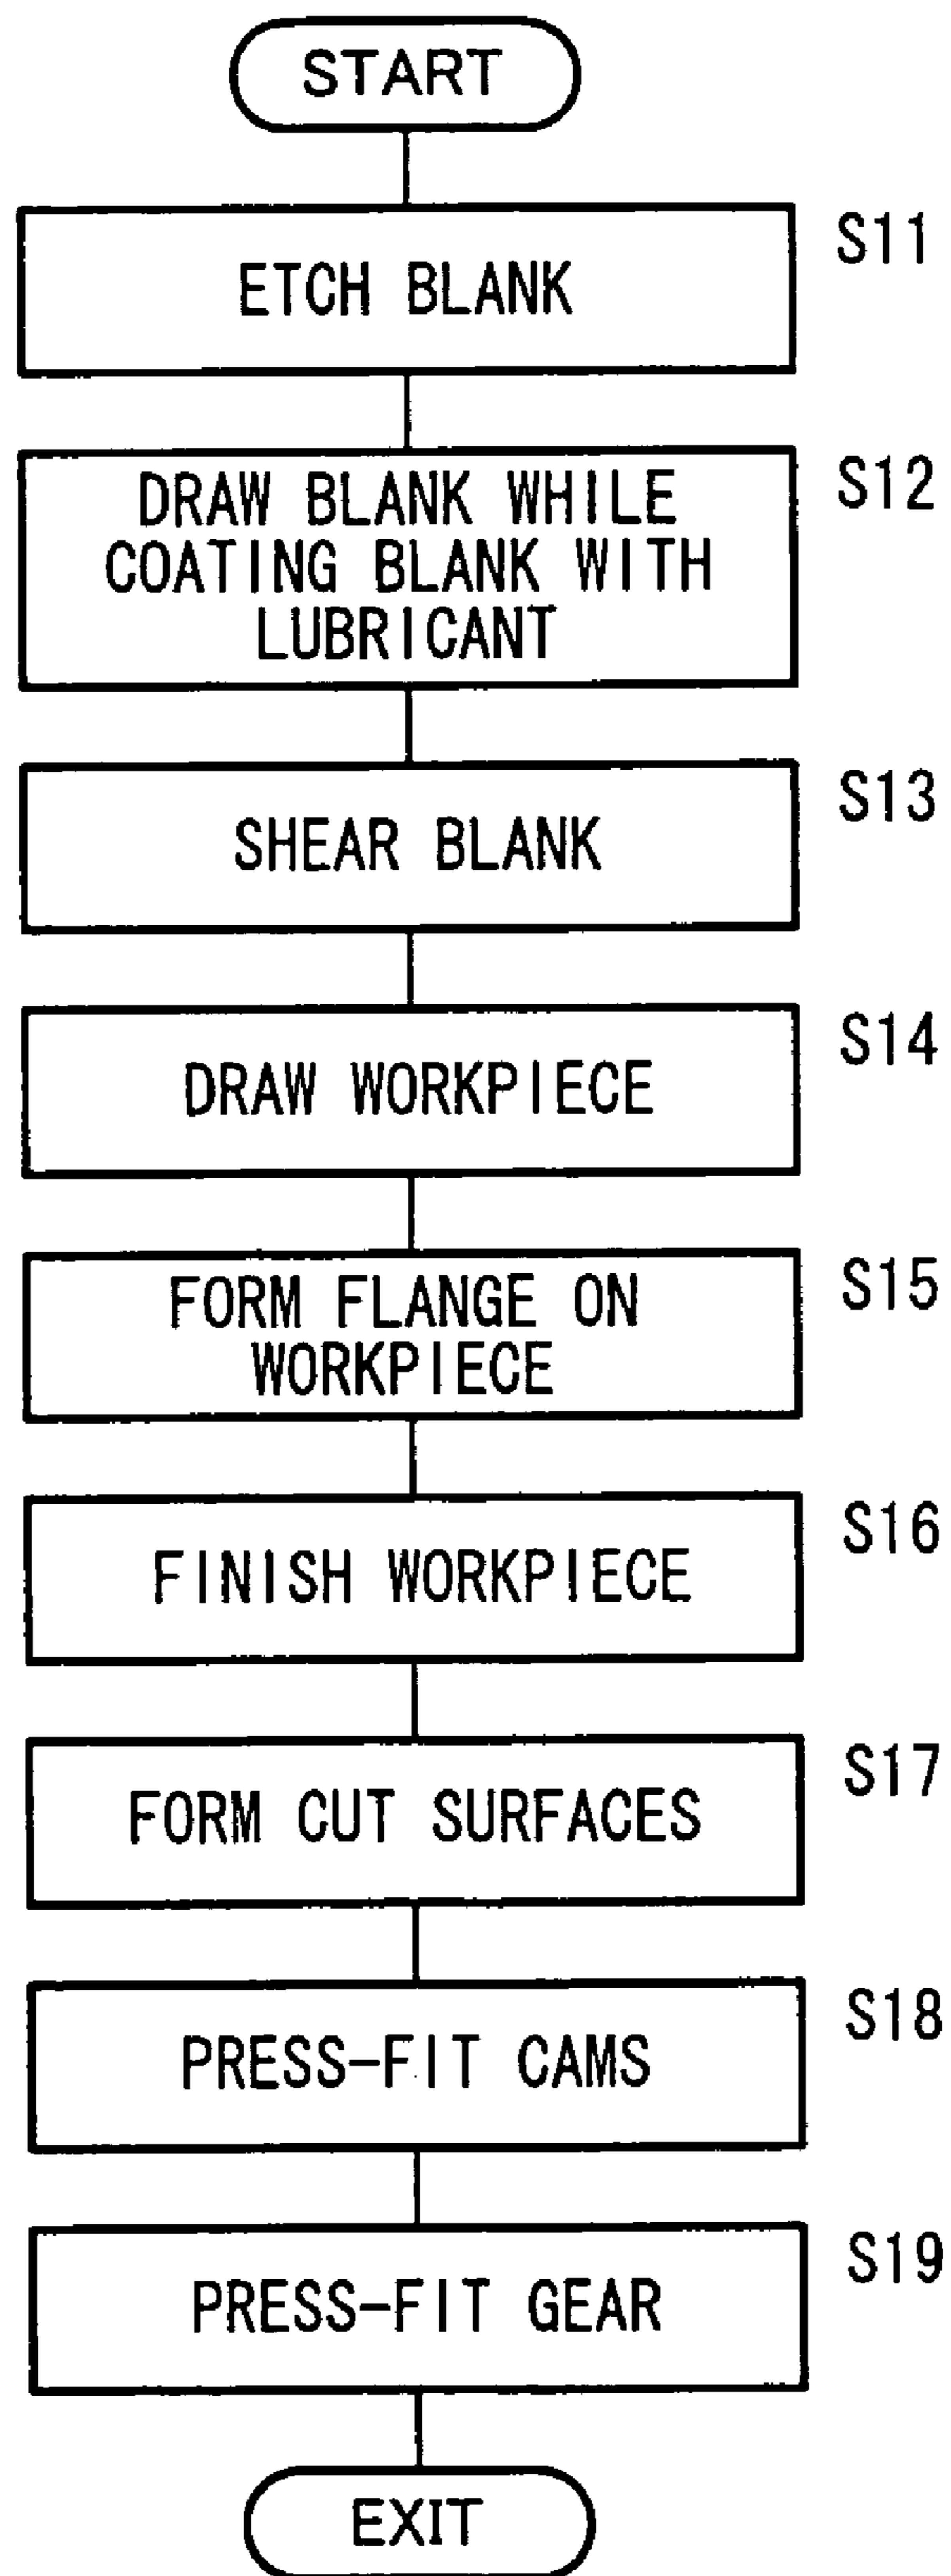 START
S11
ETCH BLANK
S12
DRAW BLANK WHILE
COATING BLANK WITH
LUBRICANT
S13
SHEAR BLANK
S14
DRAW WORKPIECE
S15
FORM FLANGE ON
WORKPIECE
S16
FINISH WORKPIECE
S17
FORM CUT SURFACES
S18
PRESS-FIT CAMS
S19
PRESS-FIT GEAR
EXIT